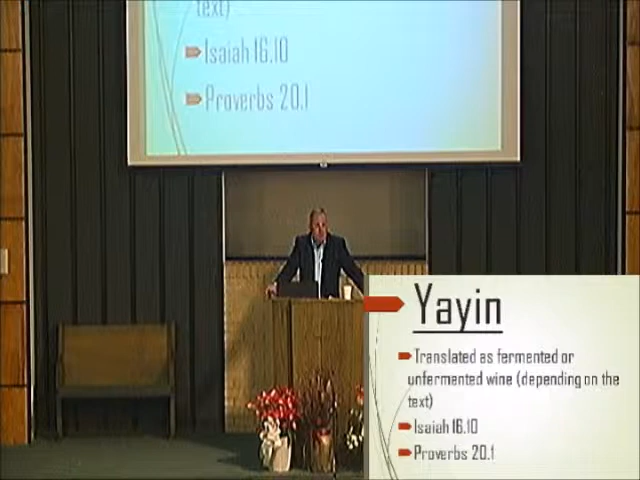 text)
Isaiah 16.10
Proverbs 20.1
Yayin
Translated as fermented or
unfermented wine (depending on the
text)
Isaiah 16.10
Proverbs 20.1